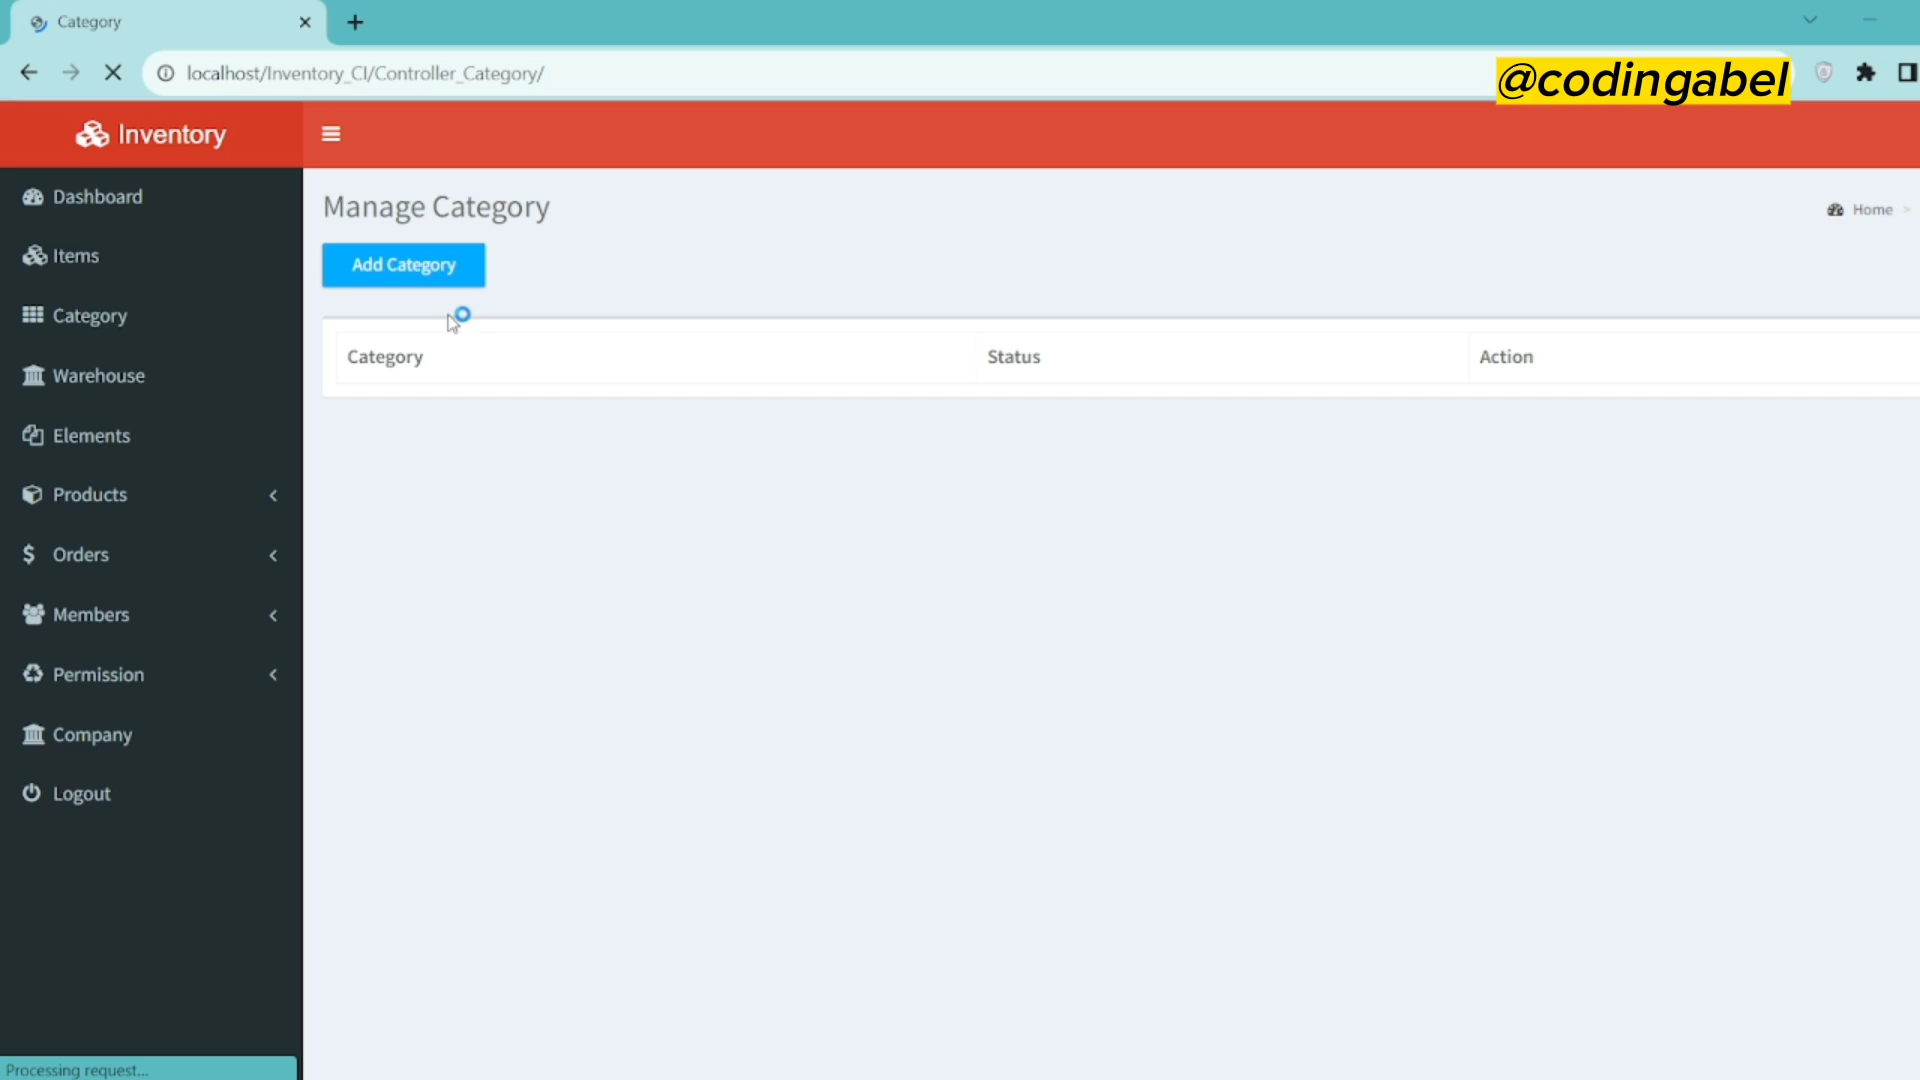 Category
localhost/Inventory_CI/Controller_Category/
@codingabel
Inventory
Dashboard
Items
Category
Warehouse
Elements
Products
Orders
Members
Permission
Company
Logout
Manage Category
Home >
Add Category
Category Status Action
Processing request...